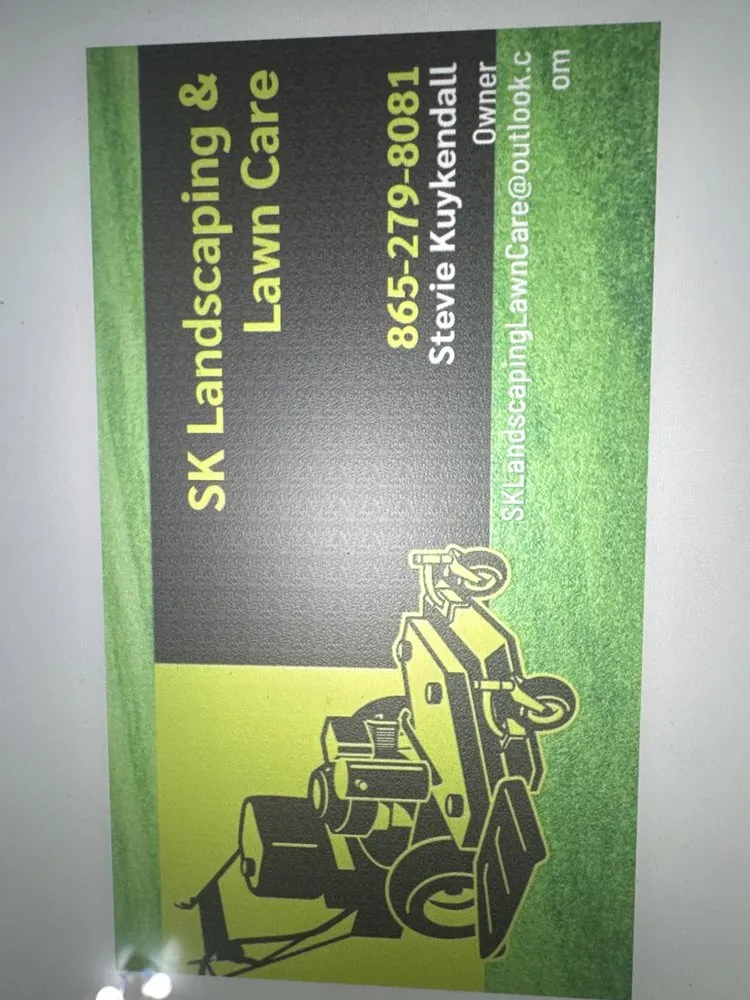 SK Landscaping &
Lawn Care
865-279-8081
Stevie Kuykendall
Owner
SKLandscapingLawnCare@outlook.c
om